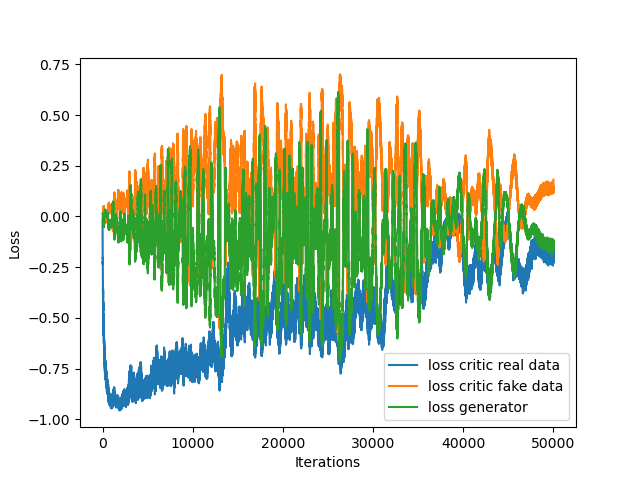 0.75
0.50
0.25
0.00
−0.25
−0.50
−0.75
−1.00
Loss
loss critic real data
loss critic fake data
loss generator
0 10000 20000 30000 40000 50000
Iterations